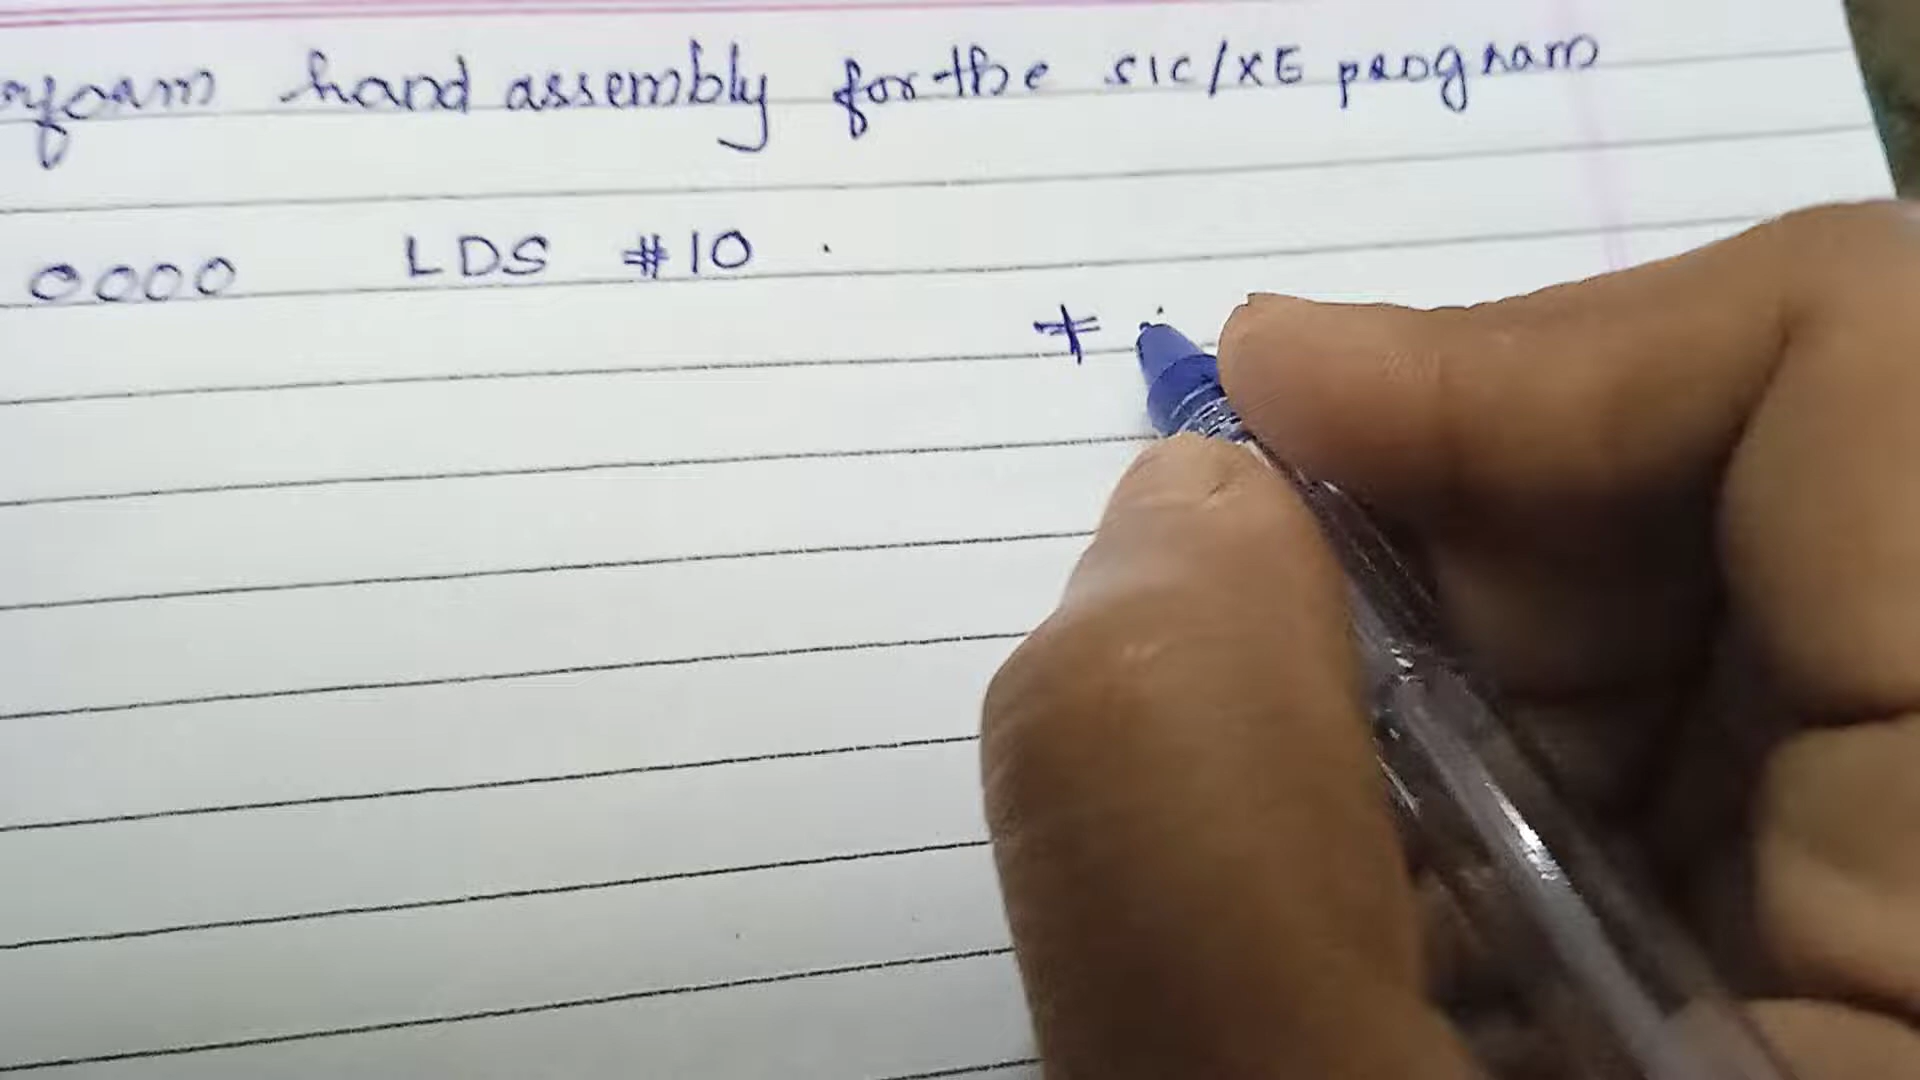 hand assembly for the SIC/XE program
0000 LDS #10 .
+